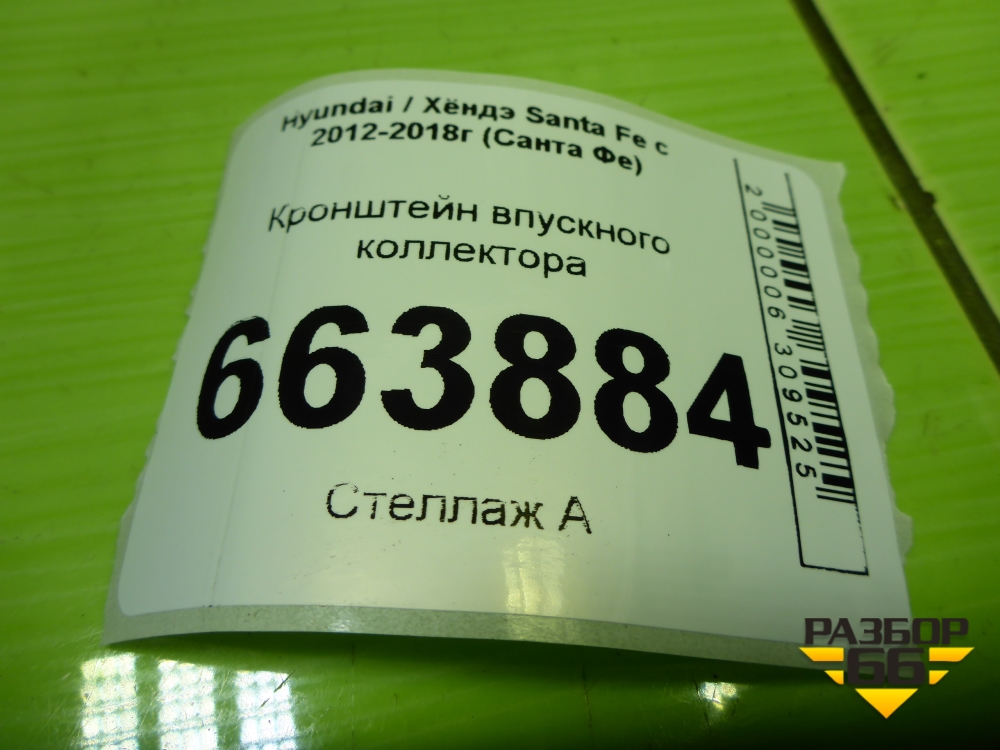 Hyundai / Хёндэ Santa Fe с
2012-2018г (Санта Фе)
Кронштейн впускного
коллектора
663884
Стеллаж А
2000006309525
РАЗБОР
66